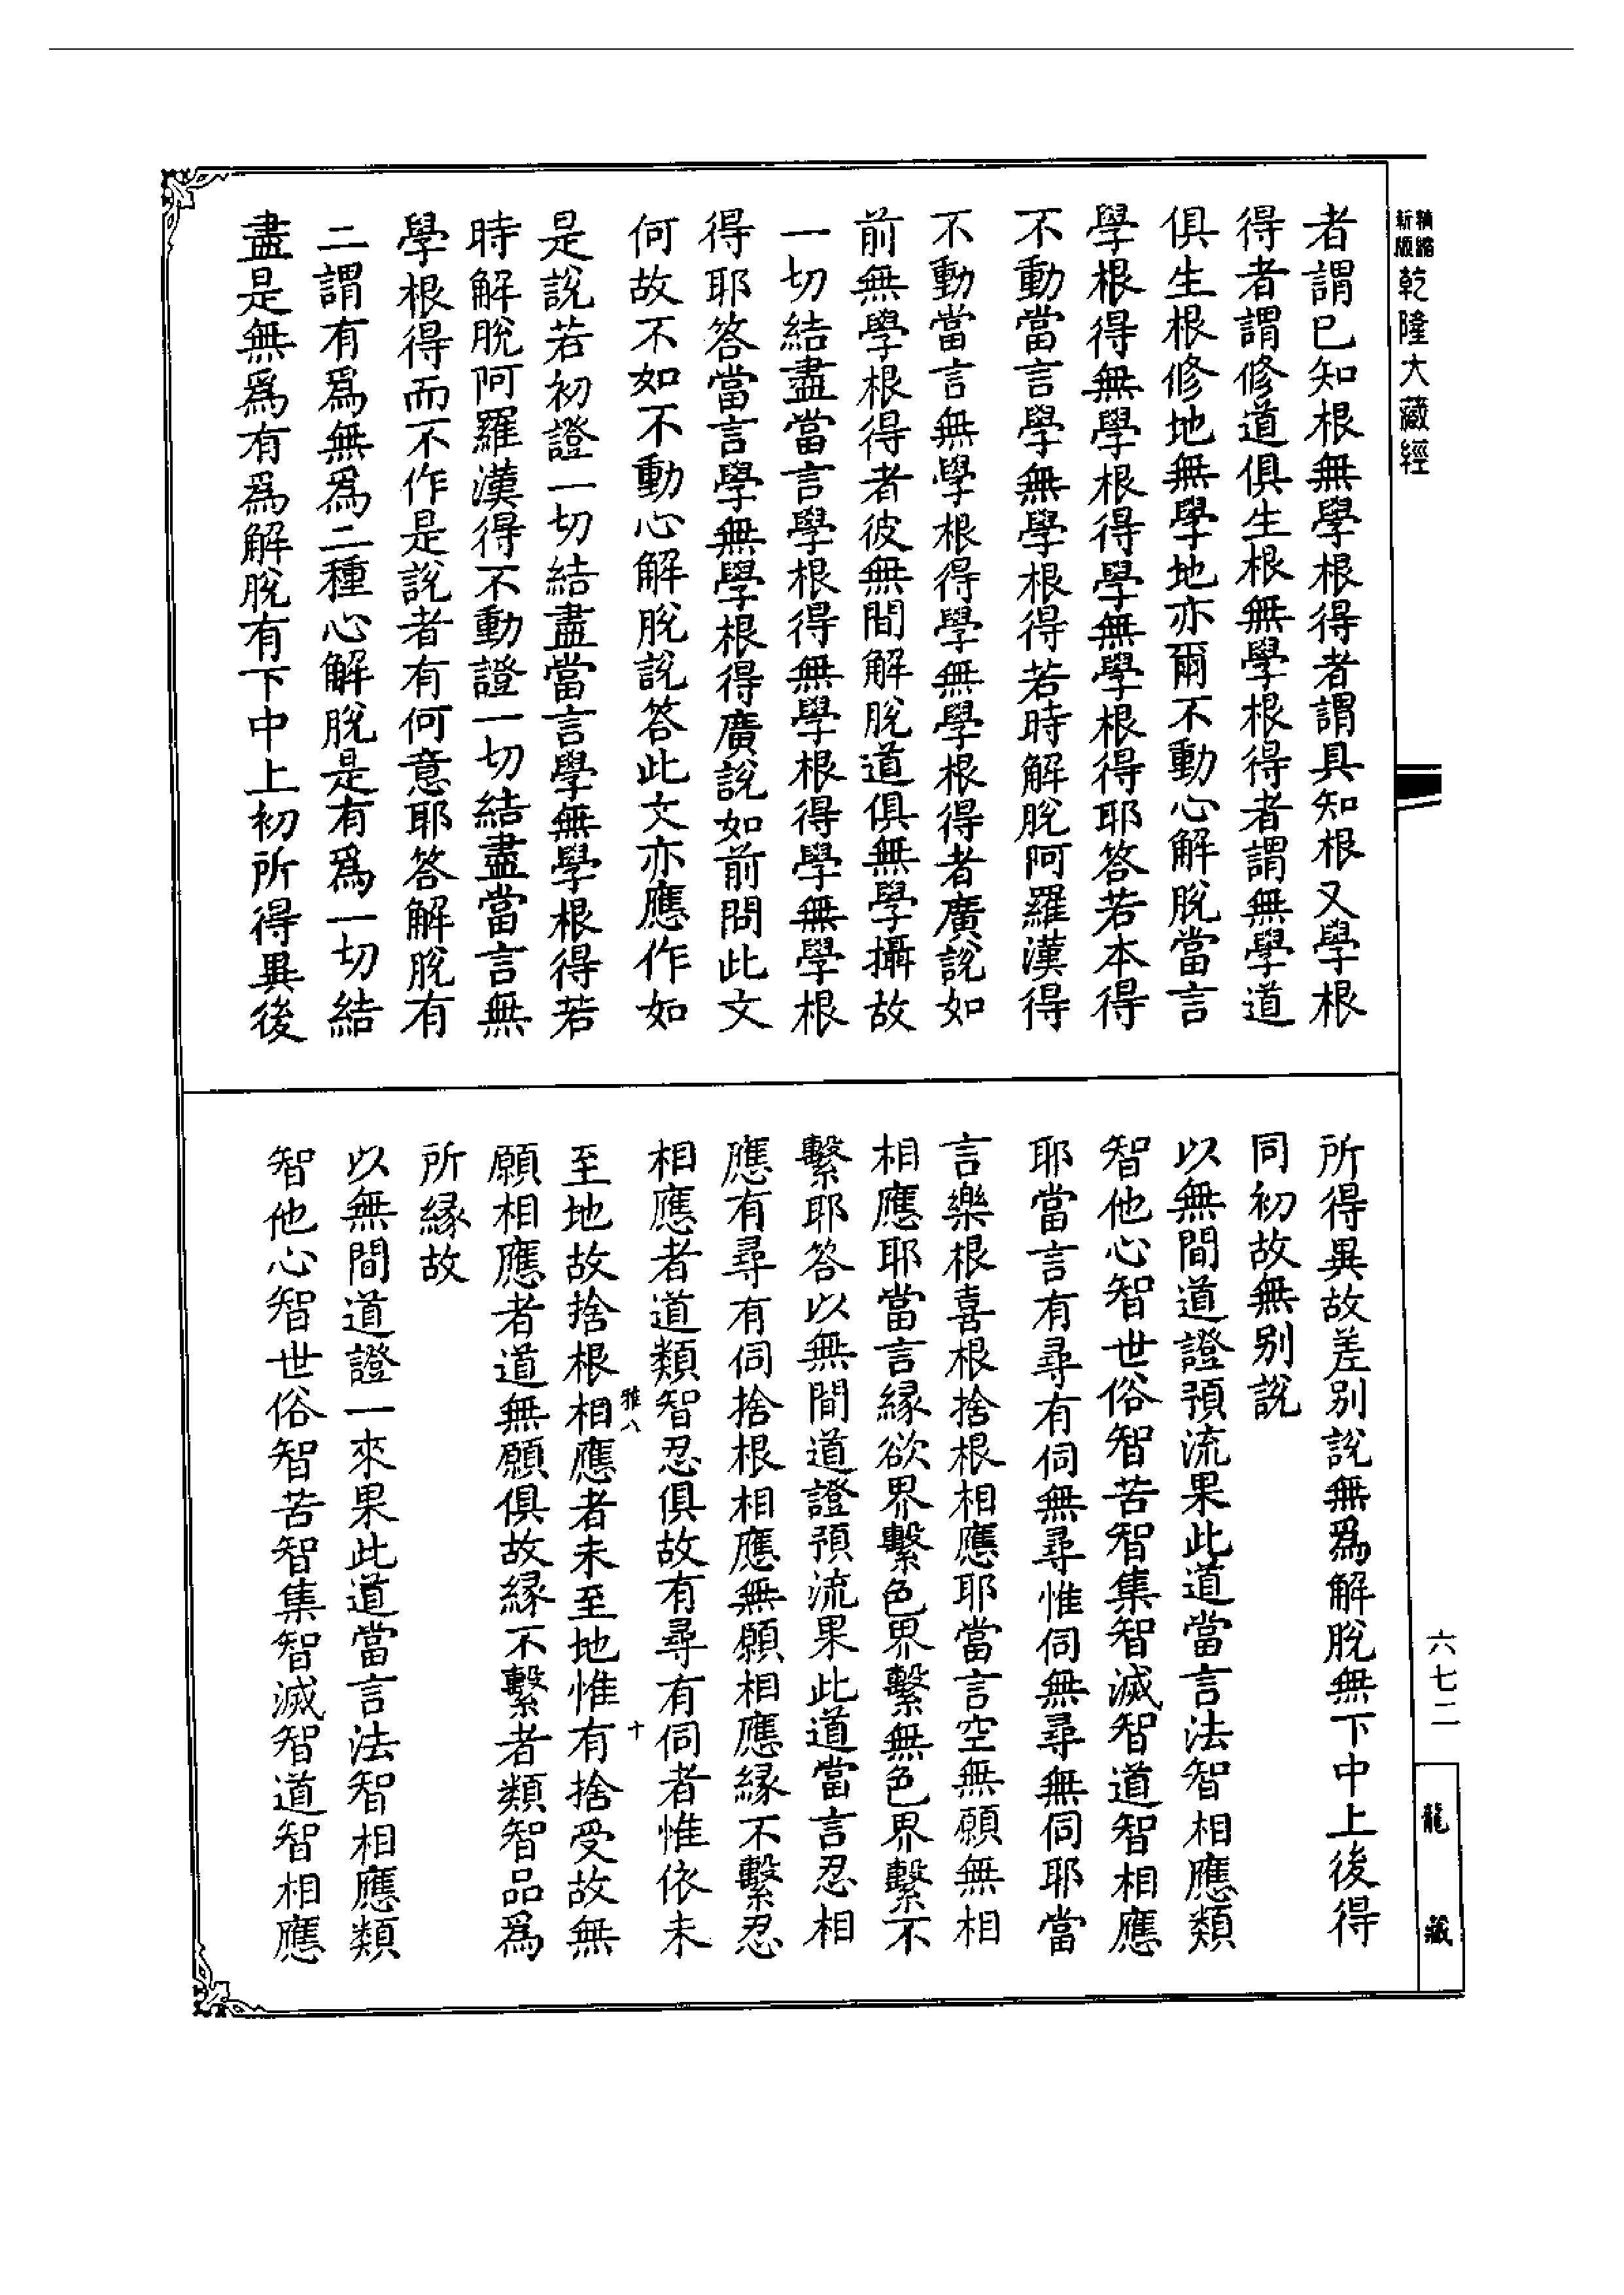 精縮新版乾隆大藏經
者謂已知根無學根得者謂具知根又學根
得者謂修道俱生根無學根得者謂無學道
俱生根修地無學地亦爾不動心解脫當言
學根得無學根得學無學根得耶答若本得
不動當言學無學根得若時解脫阿羅漢得
不動當言無學根得學無學根得者廣說如
前無學根得者彼無間解脫道俱無學攝故
一切結盡當言學根得無學根得學無學根
得耶答當言學無學根得廣說如前問此文
何故不如不動心解脫說答此文亦應作如
是說若初證一切結盡當言學無學根得若
時解脫阿羅漢得不動證一切結盡當言無
學根得而不作是說者有何意耶答解脫有
二謂有為無為二種心解脫是有為一切結
盡是無為有為解脫有下中上初所得異後
所得異故差別說無為解脫無下中上後得
同初故無別說
以無間道證預流果此道當言法智相應類
智他心智世俗智苦智集智滅智道智相應
耶當言有尋有伺無尋惟伺無尋無伺耶當
言樂根喜根捨根相應耶當言空無願無相
相應耶當言緣欲界繫色界繫無色界繫不
繫耶答以無間道證預流果此道當言忍相
應有尋有伺捨根相應無願相應緣不繫忍
相應者道類智忍俱故有尋有伺者惟依未
至地故捨根相應者未至地惟有捨受故無
願相應者道無願俱故緣不繫者類智品為
所緣故
以無間道證一來果此道當言法智相應類
智他心智世俗智苦智集智滅智道智相應
雅八
十
六七二
龍藏